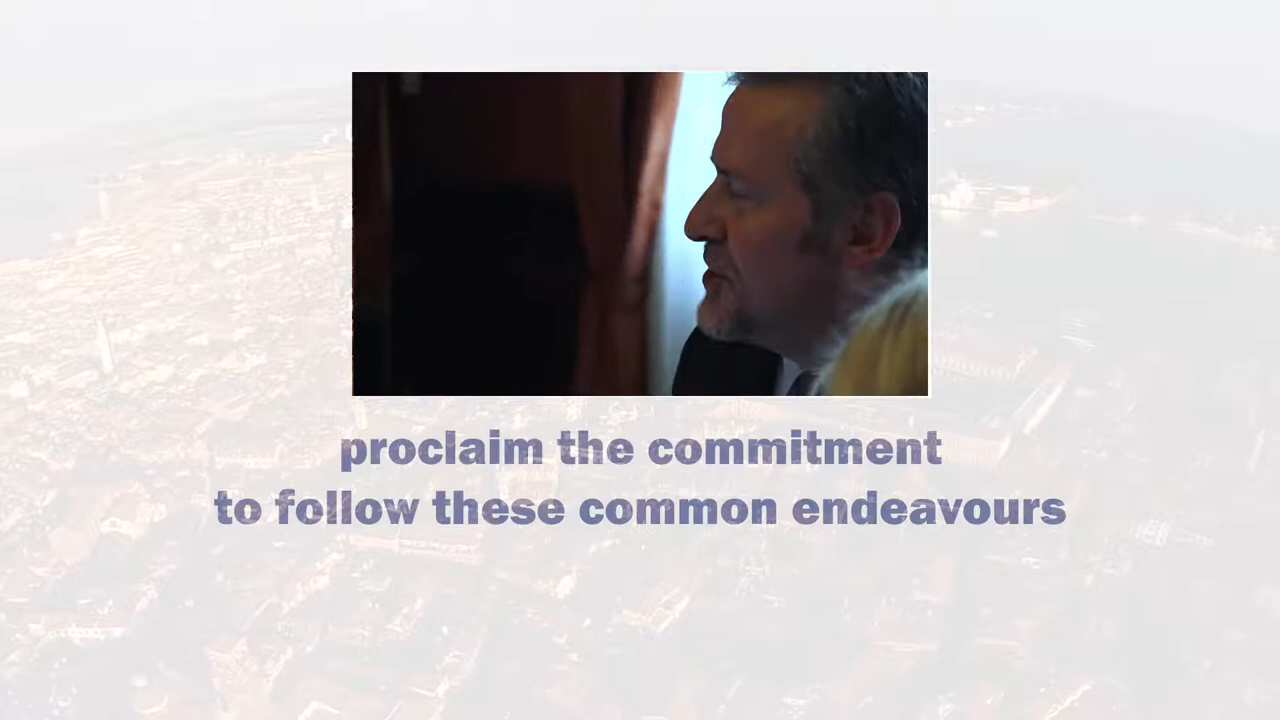 proclaim the commitment
to follow these common endeavours